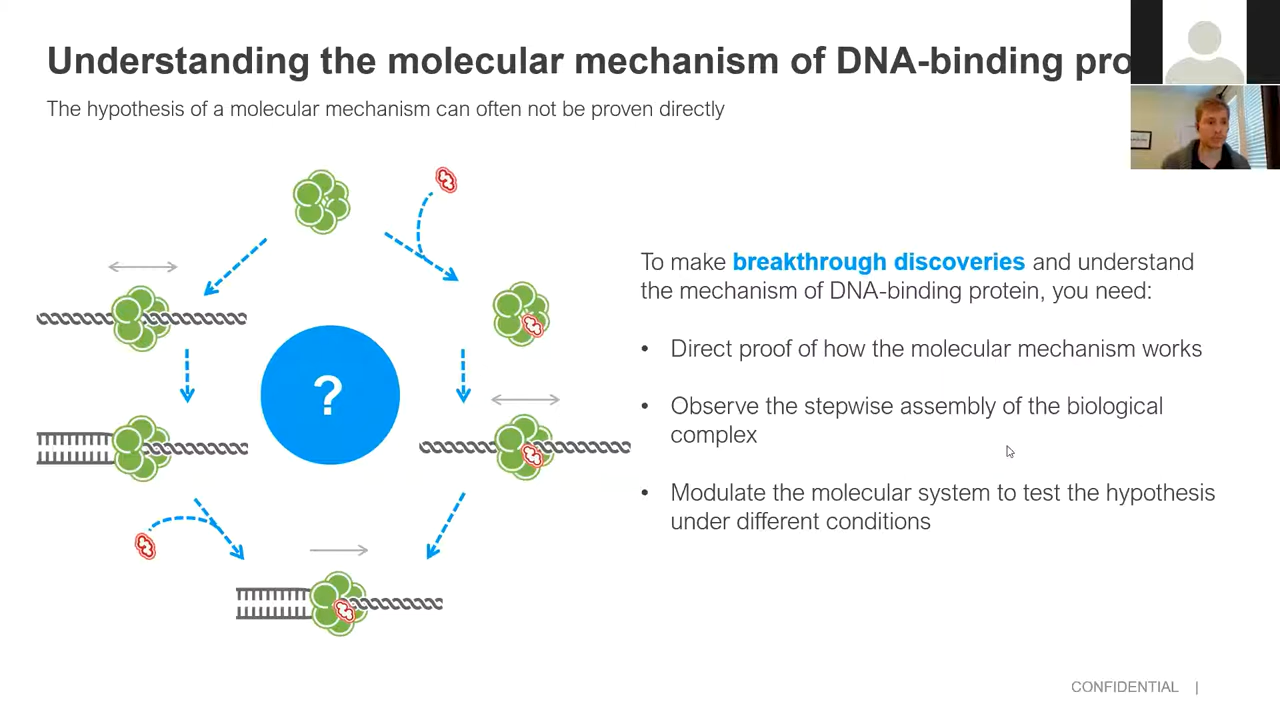 Understanding the molecular mechanism of DNA-binding pro
The hypothesis of a molecular mechanism can often not be proven directly
?
To make breakthrough discoveries and understand
the mechanism of DNA-binding protein, you need:
• Direct proof of how the molecular mechanism works
• Observe the stepwise assembly of the biological
complex
• Modulate the molecular system to test the hypothesis
under different conditions
CONFIDENTIAL |